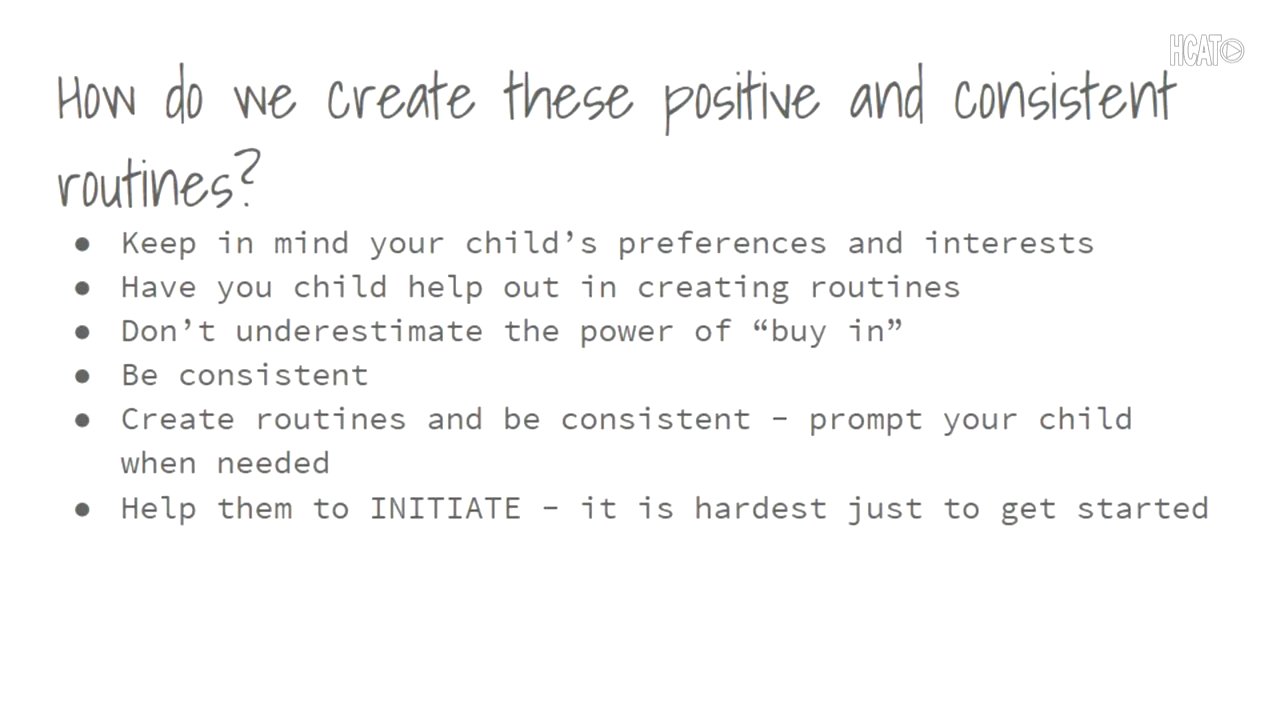 HCAT
How do we create these positive and consistent
routines?
● Keep in mind your child’s preferences and interests
● Have you child help out in creating routines
● Don’t underestimate the power of “buy in”
● Be consistent
● Create routines and be consistent – prompt your child
when needed
● Help them to INITIATE – it is hardest just to get started